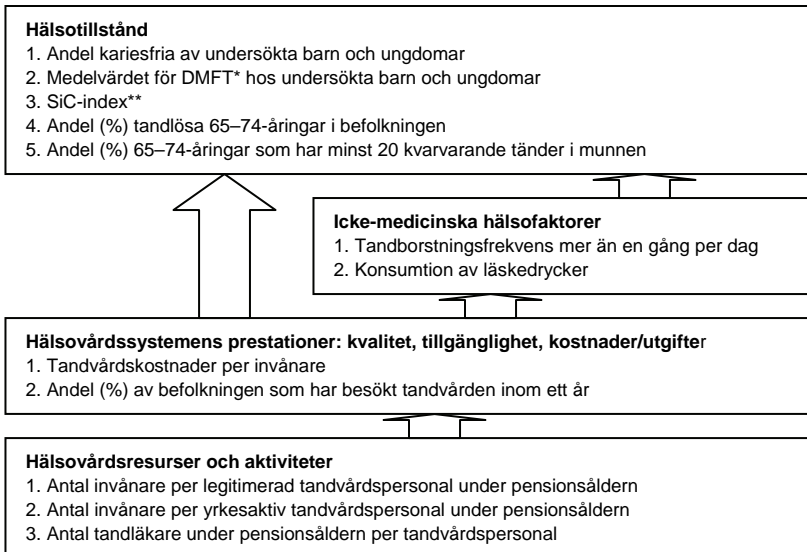 Hälsotillstånd
1. Andel kariesfria av undersökta barn och ungdomar
2. Medelvärdet för DMFT* hos undersökta barn och ungdomar
3. SiC-index**
4. Andel (%) tandlösa 65–74-åringar i befolkningen
5. Andel (%) 65–74-åringar som har minst 20 kvarvarande tänder i munnen
Icke-medicinska hälsofaktorer
1. Tandborstningsfrekvens mer än en gång per dag
2. Konsumtion av läskedrycker
Hälsovårdssystemens prestationer: kvalitet, tillgänglighet, kostnader/utgifter
1. Tandvårdskostnader per invånare
2. Andel (%) av befolkningen som har besökt tandvården inom ett år
Hälsovårdsresurser och aktiviteter
1. Antal invånare per legitimerad tandvårdspersonal under pensionsåldern
2. Antal invånare per yrkesaktiv tandvårdspersonal under pensionsåldern
3. Antal tandläkare under pensionsåldern per tandvårdspersonal